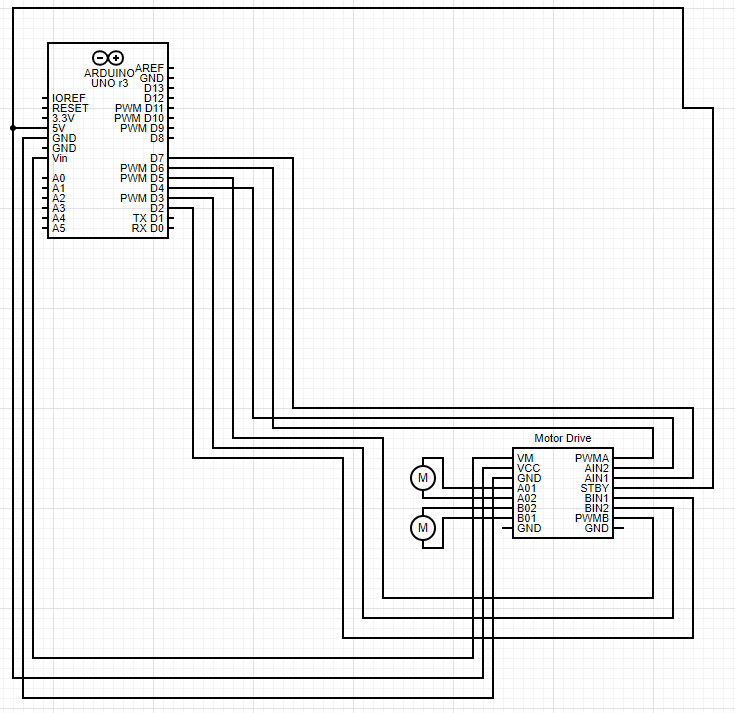 ARDUINO
UNO r3
AREF
GND
D13
D12
PWM D11
PWM D10
PWM D9
D8
IOREF
RESET
3.3V
5V
GND
GND
Vin
D7
PWM D6
PWM D5
D4
PWM D3
D2
TX D1
RX D0
A0
A1
A2
A3
A4
A5
Motor Drive
M
M
VM
VCC
GND
A01
A02
B02
B01
GND
PWMA
AIN2
AIN1
STBY
BIN1
BIN2
PWMB
GND